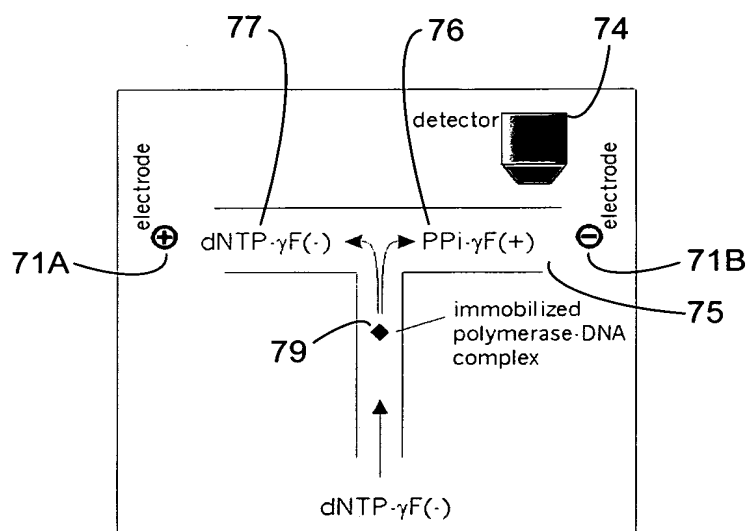 77
76
74
detector
electrode
electrode
dNTP-γF(-)
PPi-γF(+)
+
−
71A
71B
75
79
immobilized
polymerase-DNA
complex
dNTP-γF(-)